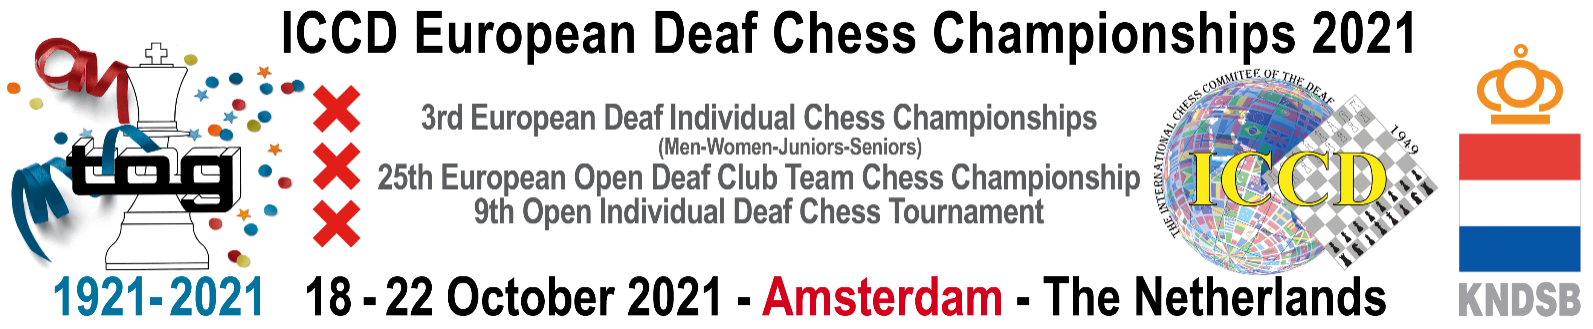 ICCD European Deaf Chess Championships 2021
3rd European Deaf Individual Chess Championships
(Men-Women-Juniors-Seniors)
25th European Open Deaf Club Team Chess Championship
9th Open Individual Deaf Chess Tournament
tag
1921-2021
18 - 22 October 2021 - Amsterdam - The Netherlands
THE INTERNATIONAL CHESS COMMITEE OF THE DEAF
1949
ICCD
KNDSB